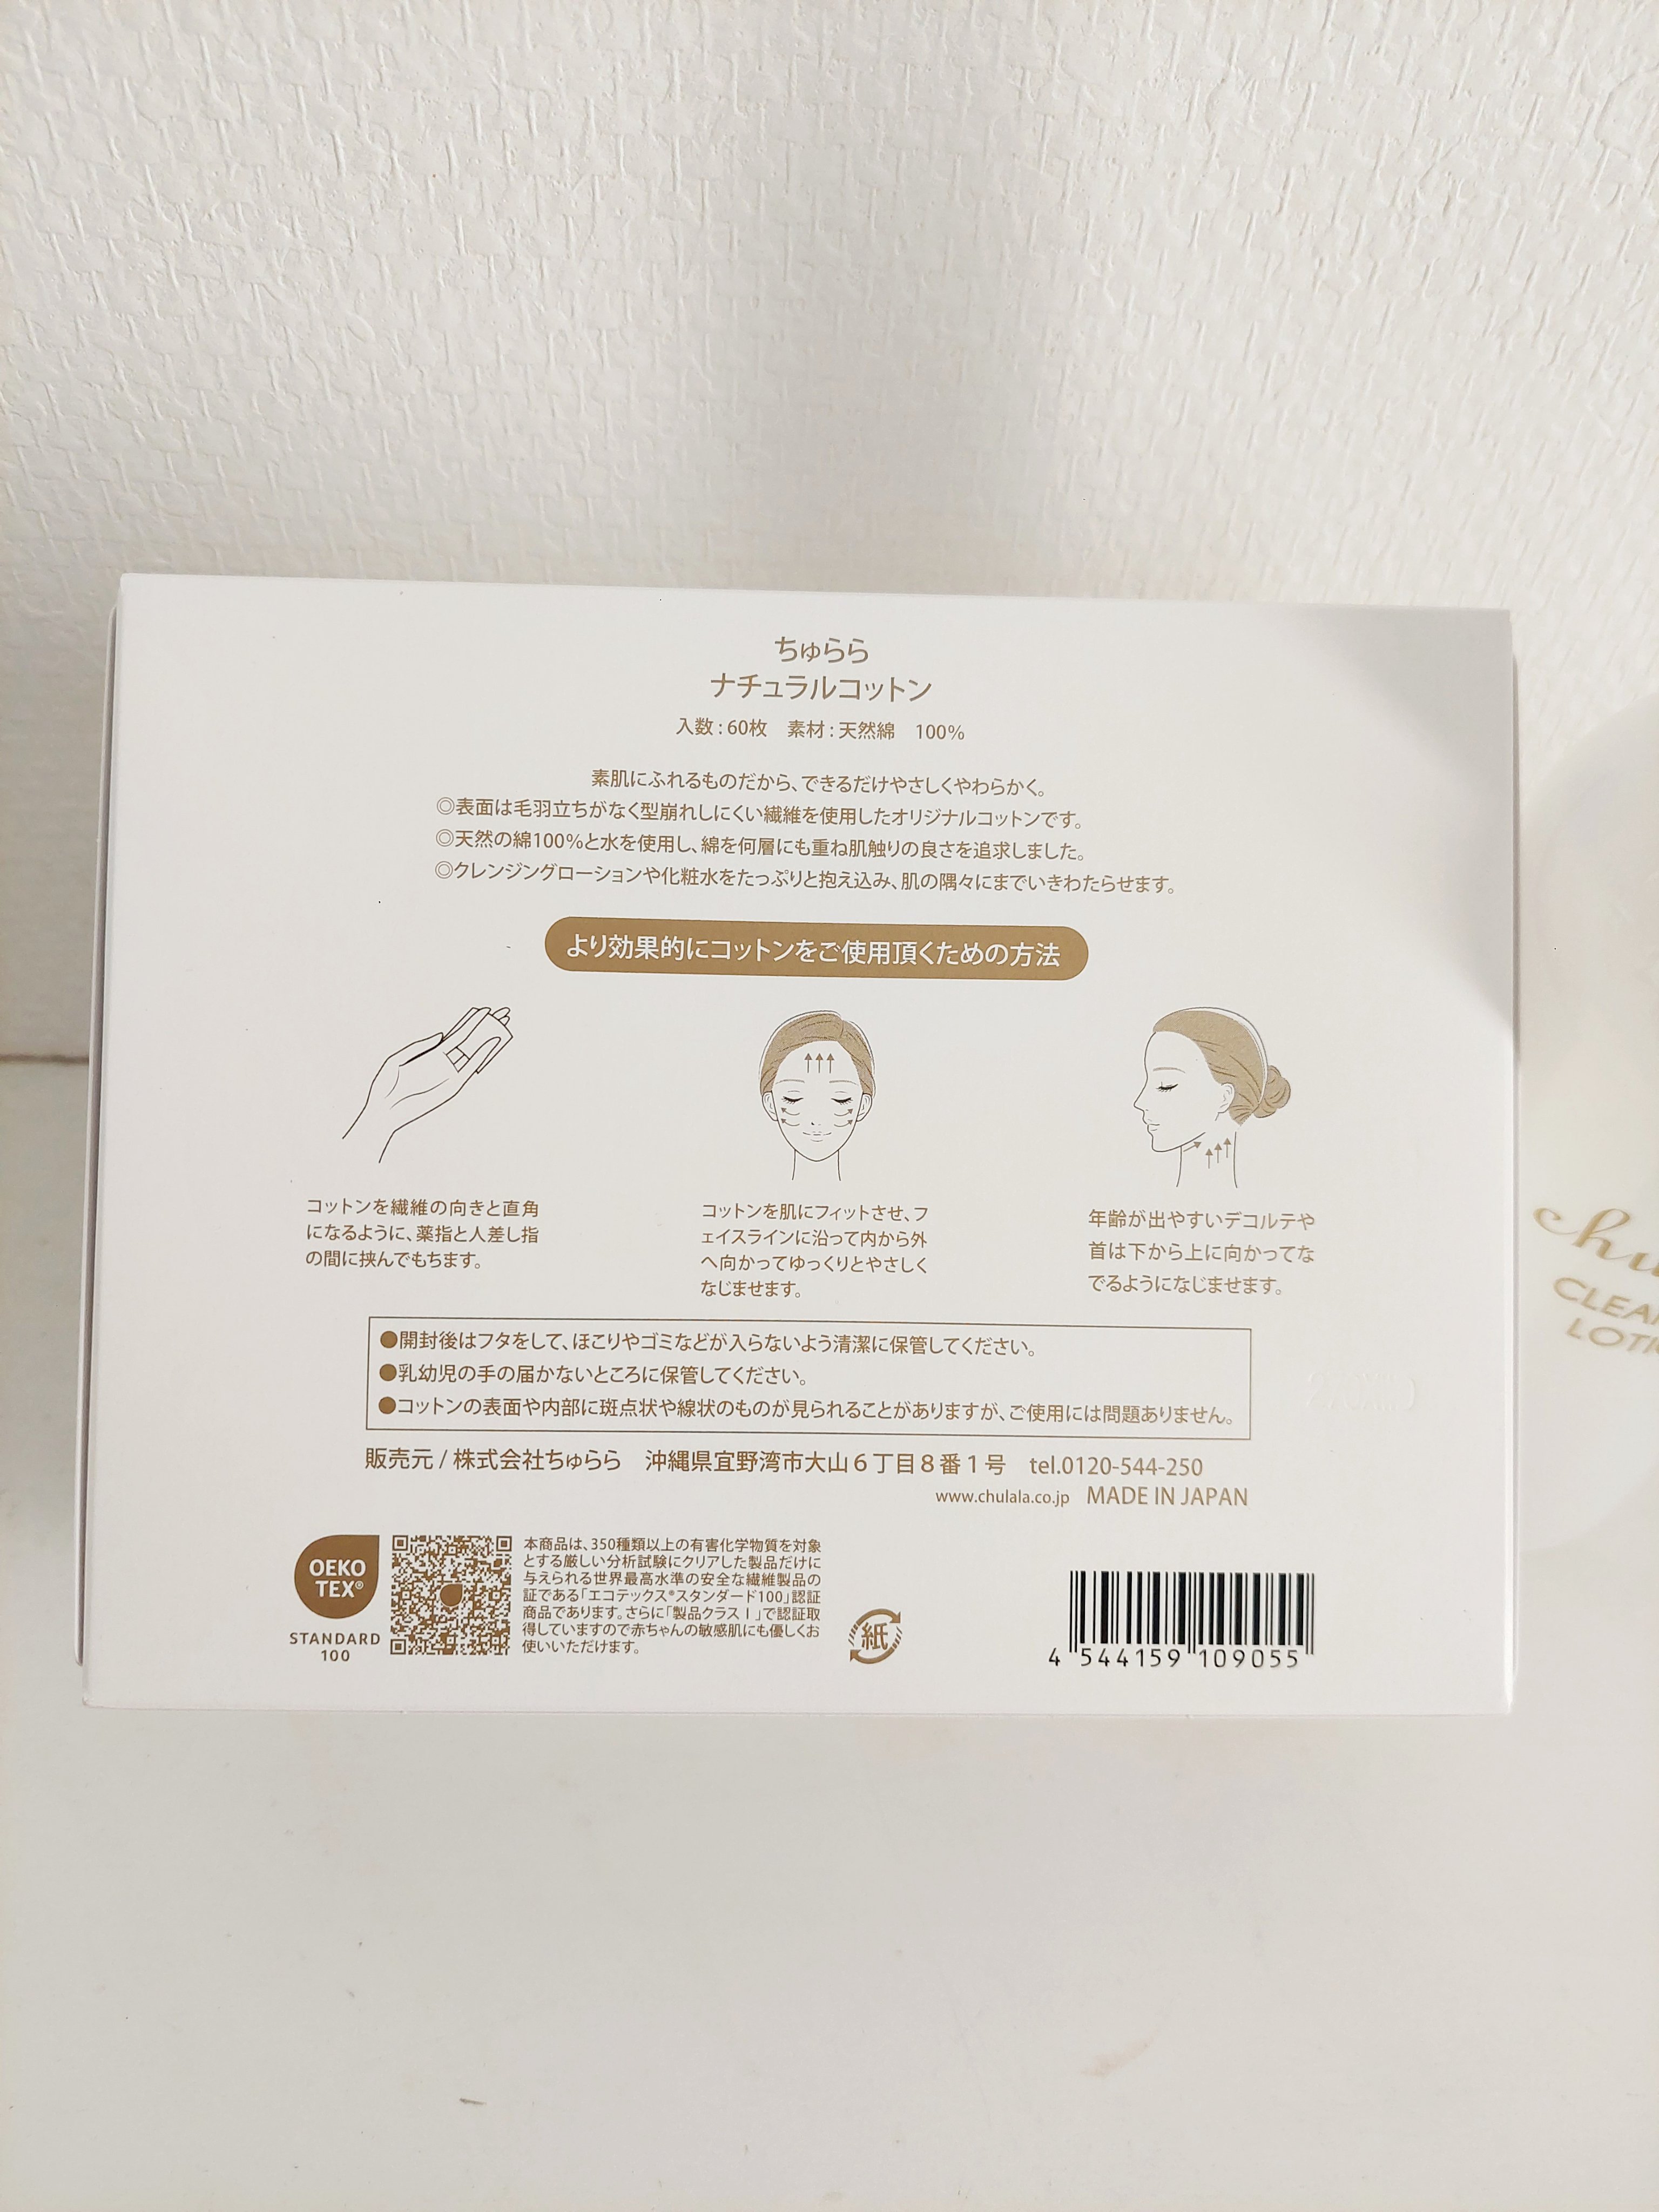 ちゅらら
ナチュラルコットン
入数:60枚　素材:天然綿　100%
素肌にふれるものだから、できるだけやさしくやわらかく。
◎表面は毛羽立ちがなく型崩れしにくい繊維を使用したオリジナルコットンです。
◎天然の綿100%と水を使用し、綿を何層にも重ね肌触りの良さを追求しました。
◎クレンジングローションや化粧水をたっぷりと抱え込み、肌の隅々にまでいきわたらせます。
より効果的にコットンをご使用頂くための方法
コットンを繊維の向きと直角
になるように、薬指と人差し指
の間に挟んでもちます。
コットンを肌にフィットさせ、フ
ェイスラインに沿って内から外
へ向かってゆっくりとやさしく
なじませます。
年齢が出やすいデコルテや
首は下から上に向かってな
でるようになじませます。
●開封後はフタをして、ほこりやゴミなどが入らないよう清潔に保管してください。
●乳幼児の手の届かないところに保管してください。
●コットンの表面や内部に斑点状や線状のものが見られることがありますが、ご使用には問題ありません。
販売元 / 株式会社ちゅらら　沖縄県宜野湾市大山6丁目8番1号　tel.0120-544-250
www.chulala.co.jp　MADE IN JAPAN
OEKO
TEX®
STANDARD
100
本商品は、350種類以上の有害化学物質を対象
とする厳しい分析試験にクリアした製品だけに
与えられる世界最高水準の安全な繊維製品の
証である「エコテックス®スタンダード100」認証
商品であります。さらに「製品クラスⅠ」で認証取
得していますので赤ちゃんの敏感肌にも優しくお
使いいただけます。
紙
4 544159 109055